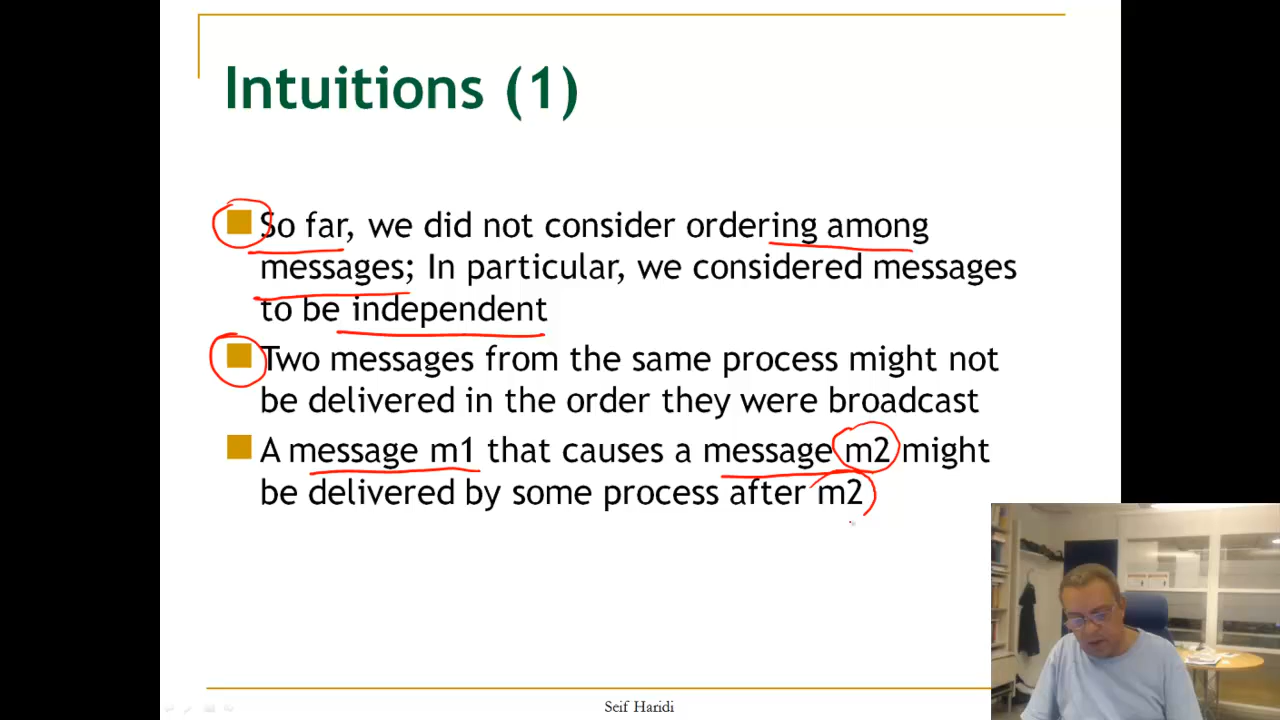 Intuitions (1)
So far, we did not consider ordering among
messages; In particular, we considered messages
to be independent
Two messages from the same process might not
be delivered in the order they were broadcast
A message m1 that causes a message m2 might
be delivered by some process after m2
Seif Haridi